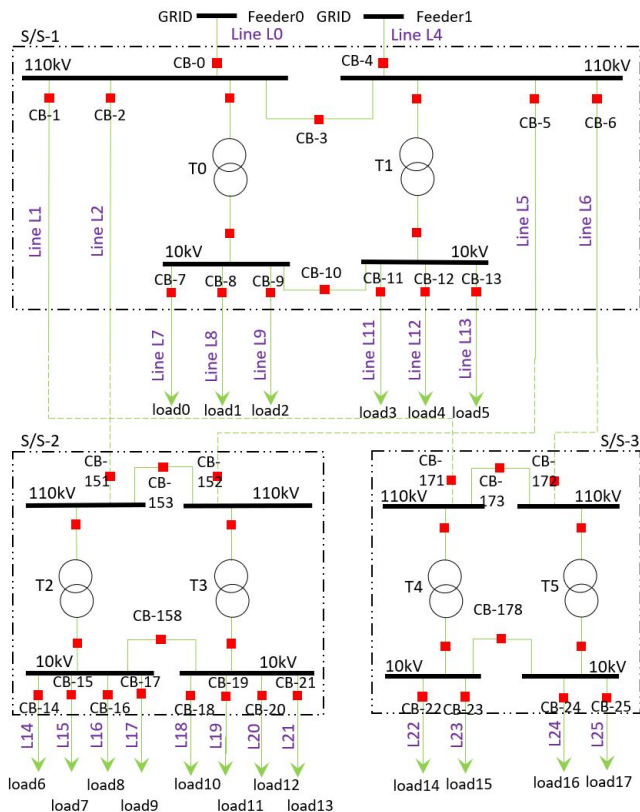 GRID Feeder0 GRID Feeder1
Line L0 Line L4
S/S-1
CB-0 CB-4
110kV 110kV
CB-1 CB-2 CB-3 CB-5 CB-6
T0 T1
Line L1 Line L2 Line L5 Line L6
10kV 10kV
CB-7 CB-8 CB-9 CB-10 CB-11 CB-12 CB-13
Line L7 Line L8 Line L9 Line L11 Line L12 Line L13
load0 load1 load2 load3 load4 load5
S/S-2 S/S-3
CB-151 CB-153 CB-152 CB-171 CB-173 CB-172
110kV 110kV 110kV 110kV
T2 T3 T4 T5
CB-158 CB-178
10kV 10kV 10kV 10kV
CB-14 CB-15 CB-16 CB-17 CB-18 CB-19 CB-20 CB-21 CB-22 CB-23 CB-24 CB-25
L14 L15 L16 L17 L18 L19 L20 L21 L22 L23 L24 L25
load6 load8 load10 load12 load14 load15 load16 load17
load7 load9 load11 load13